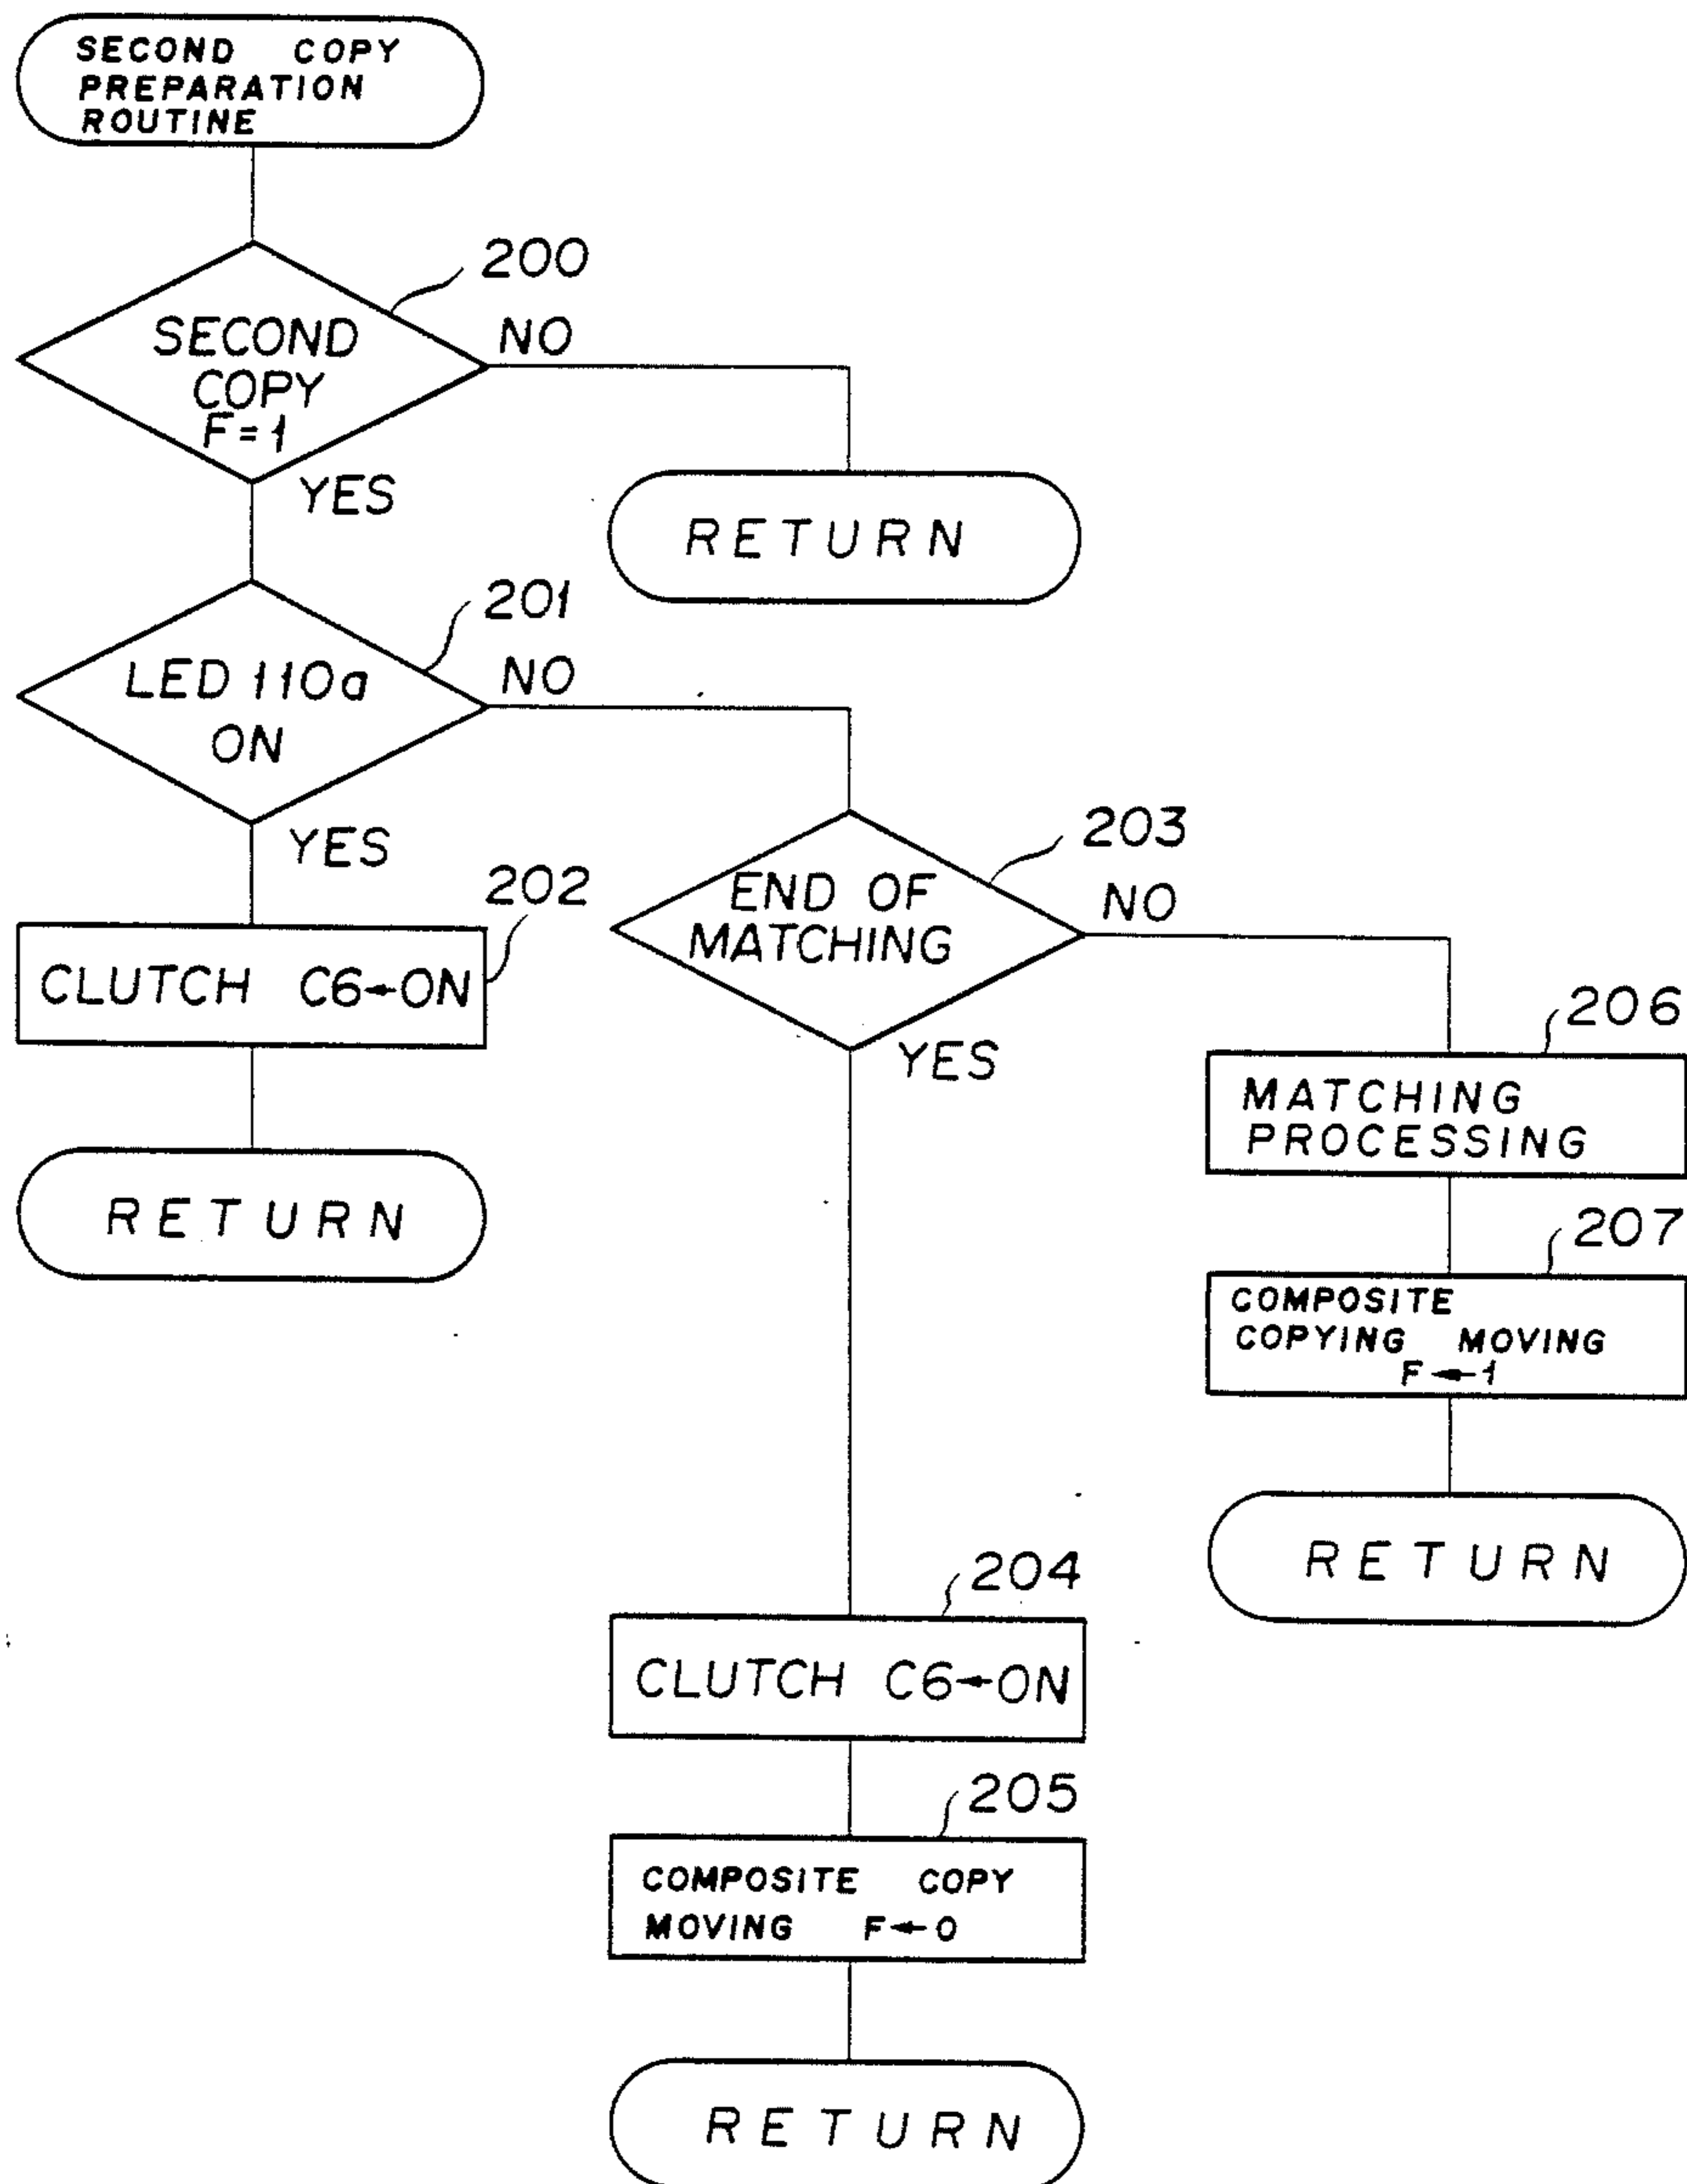 SECOND COPY
PREPARATION
ROUTINE
200
SECOND
COPY
F=1
NO
YES
RETURN
201
LED 110a
ON
NO
YES
202
CLUTCH C6←ON
RETURN
203
END OF
MATCHING
NO
YES
206
MATCHING
PROCESSING
207
COMPOSITE
COPYING MOVING
F←1
RETURN
204
CLUTCH C6←ON
205
COMPOSITE COPY
MOVING F←0
RETURN